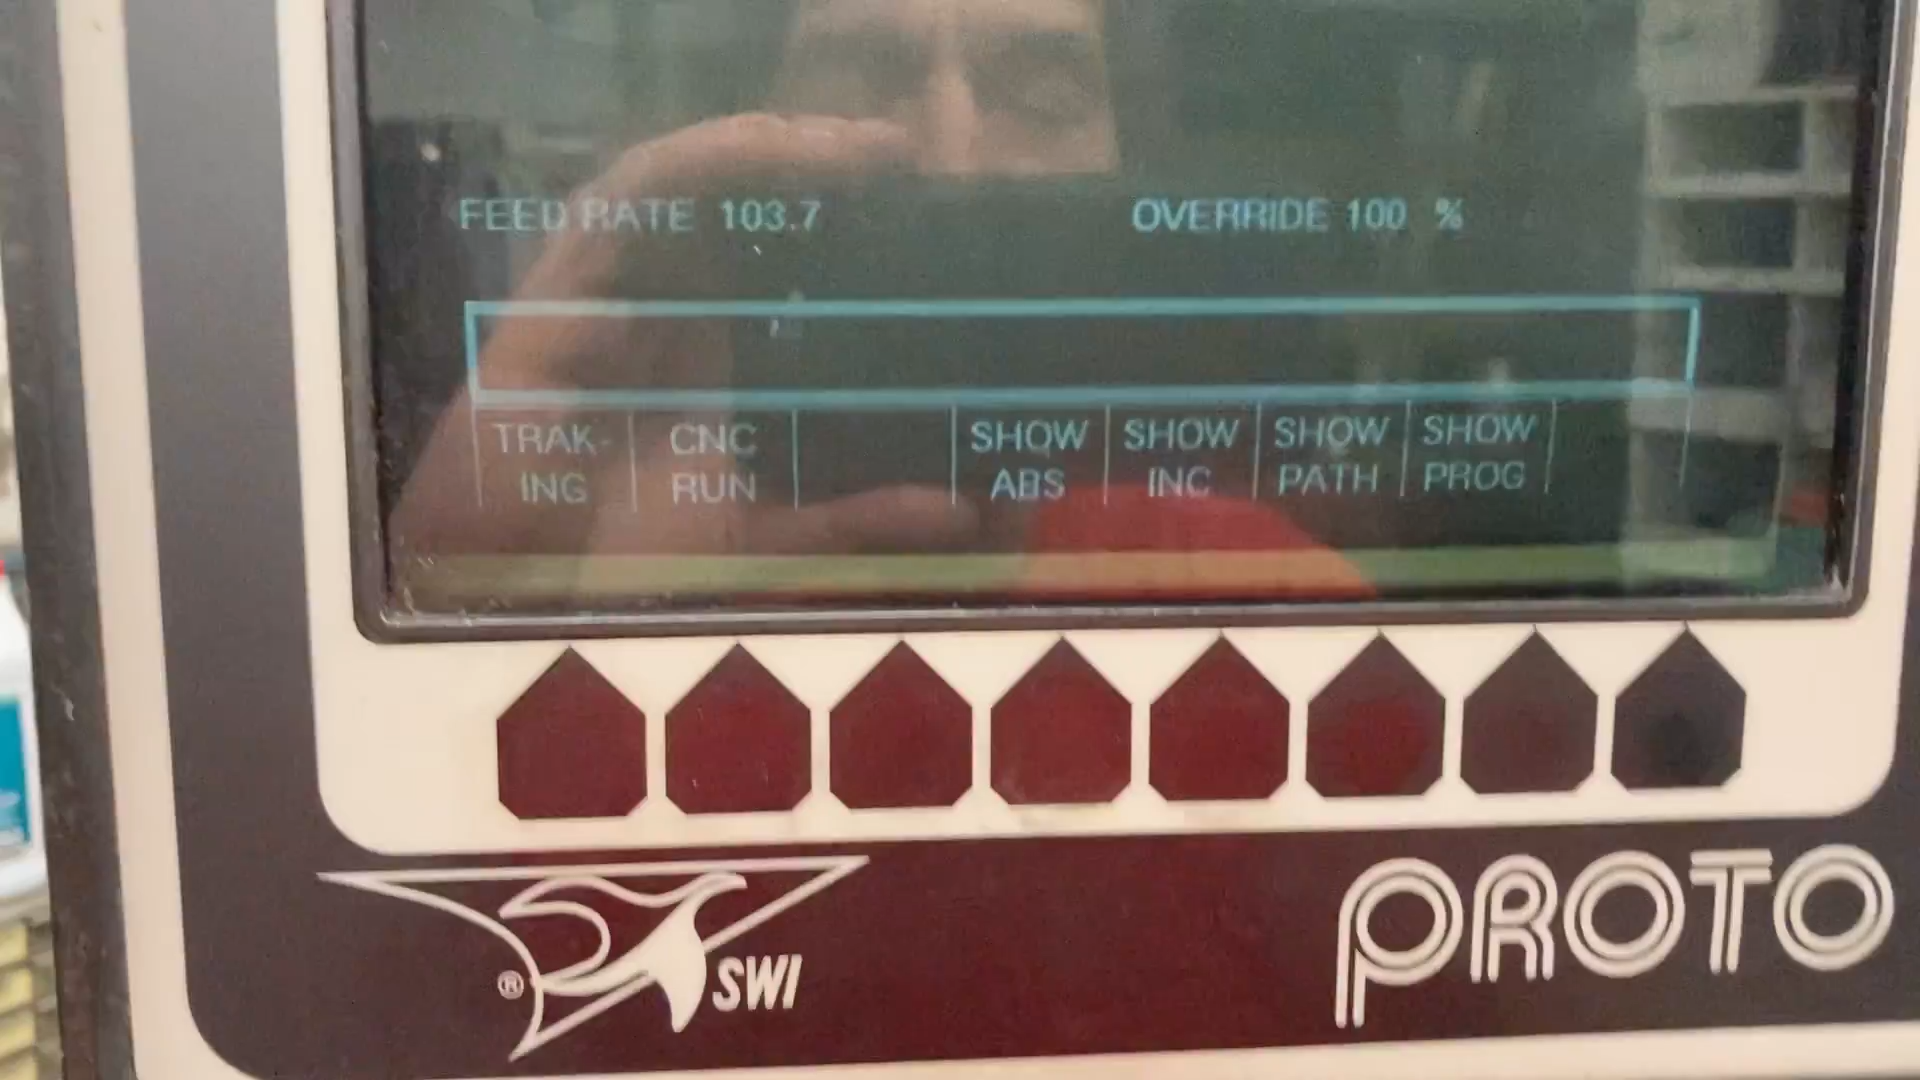 FEED RATE 103.7 OVERRIDE 100 %
TRAK- CNC SHOW SHOW SHOW SHOW
ING RUN ABS INC PATH PROG
® SWI PROTO